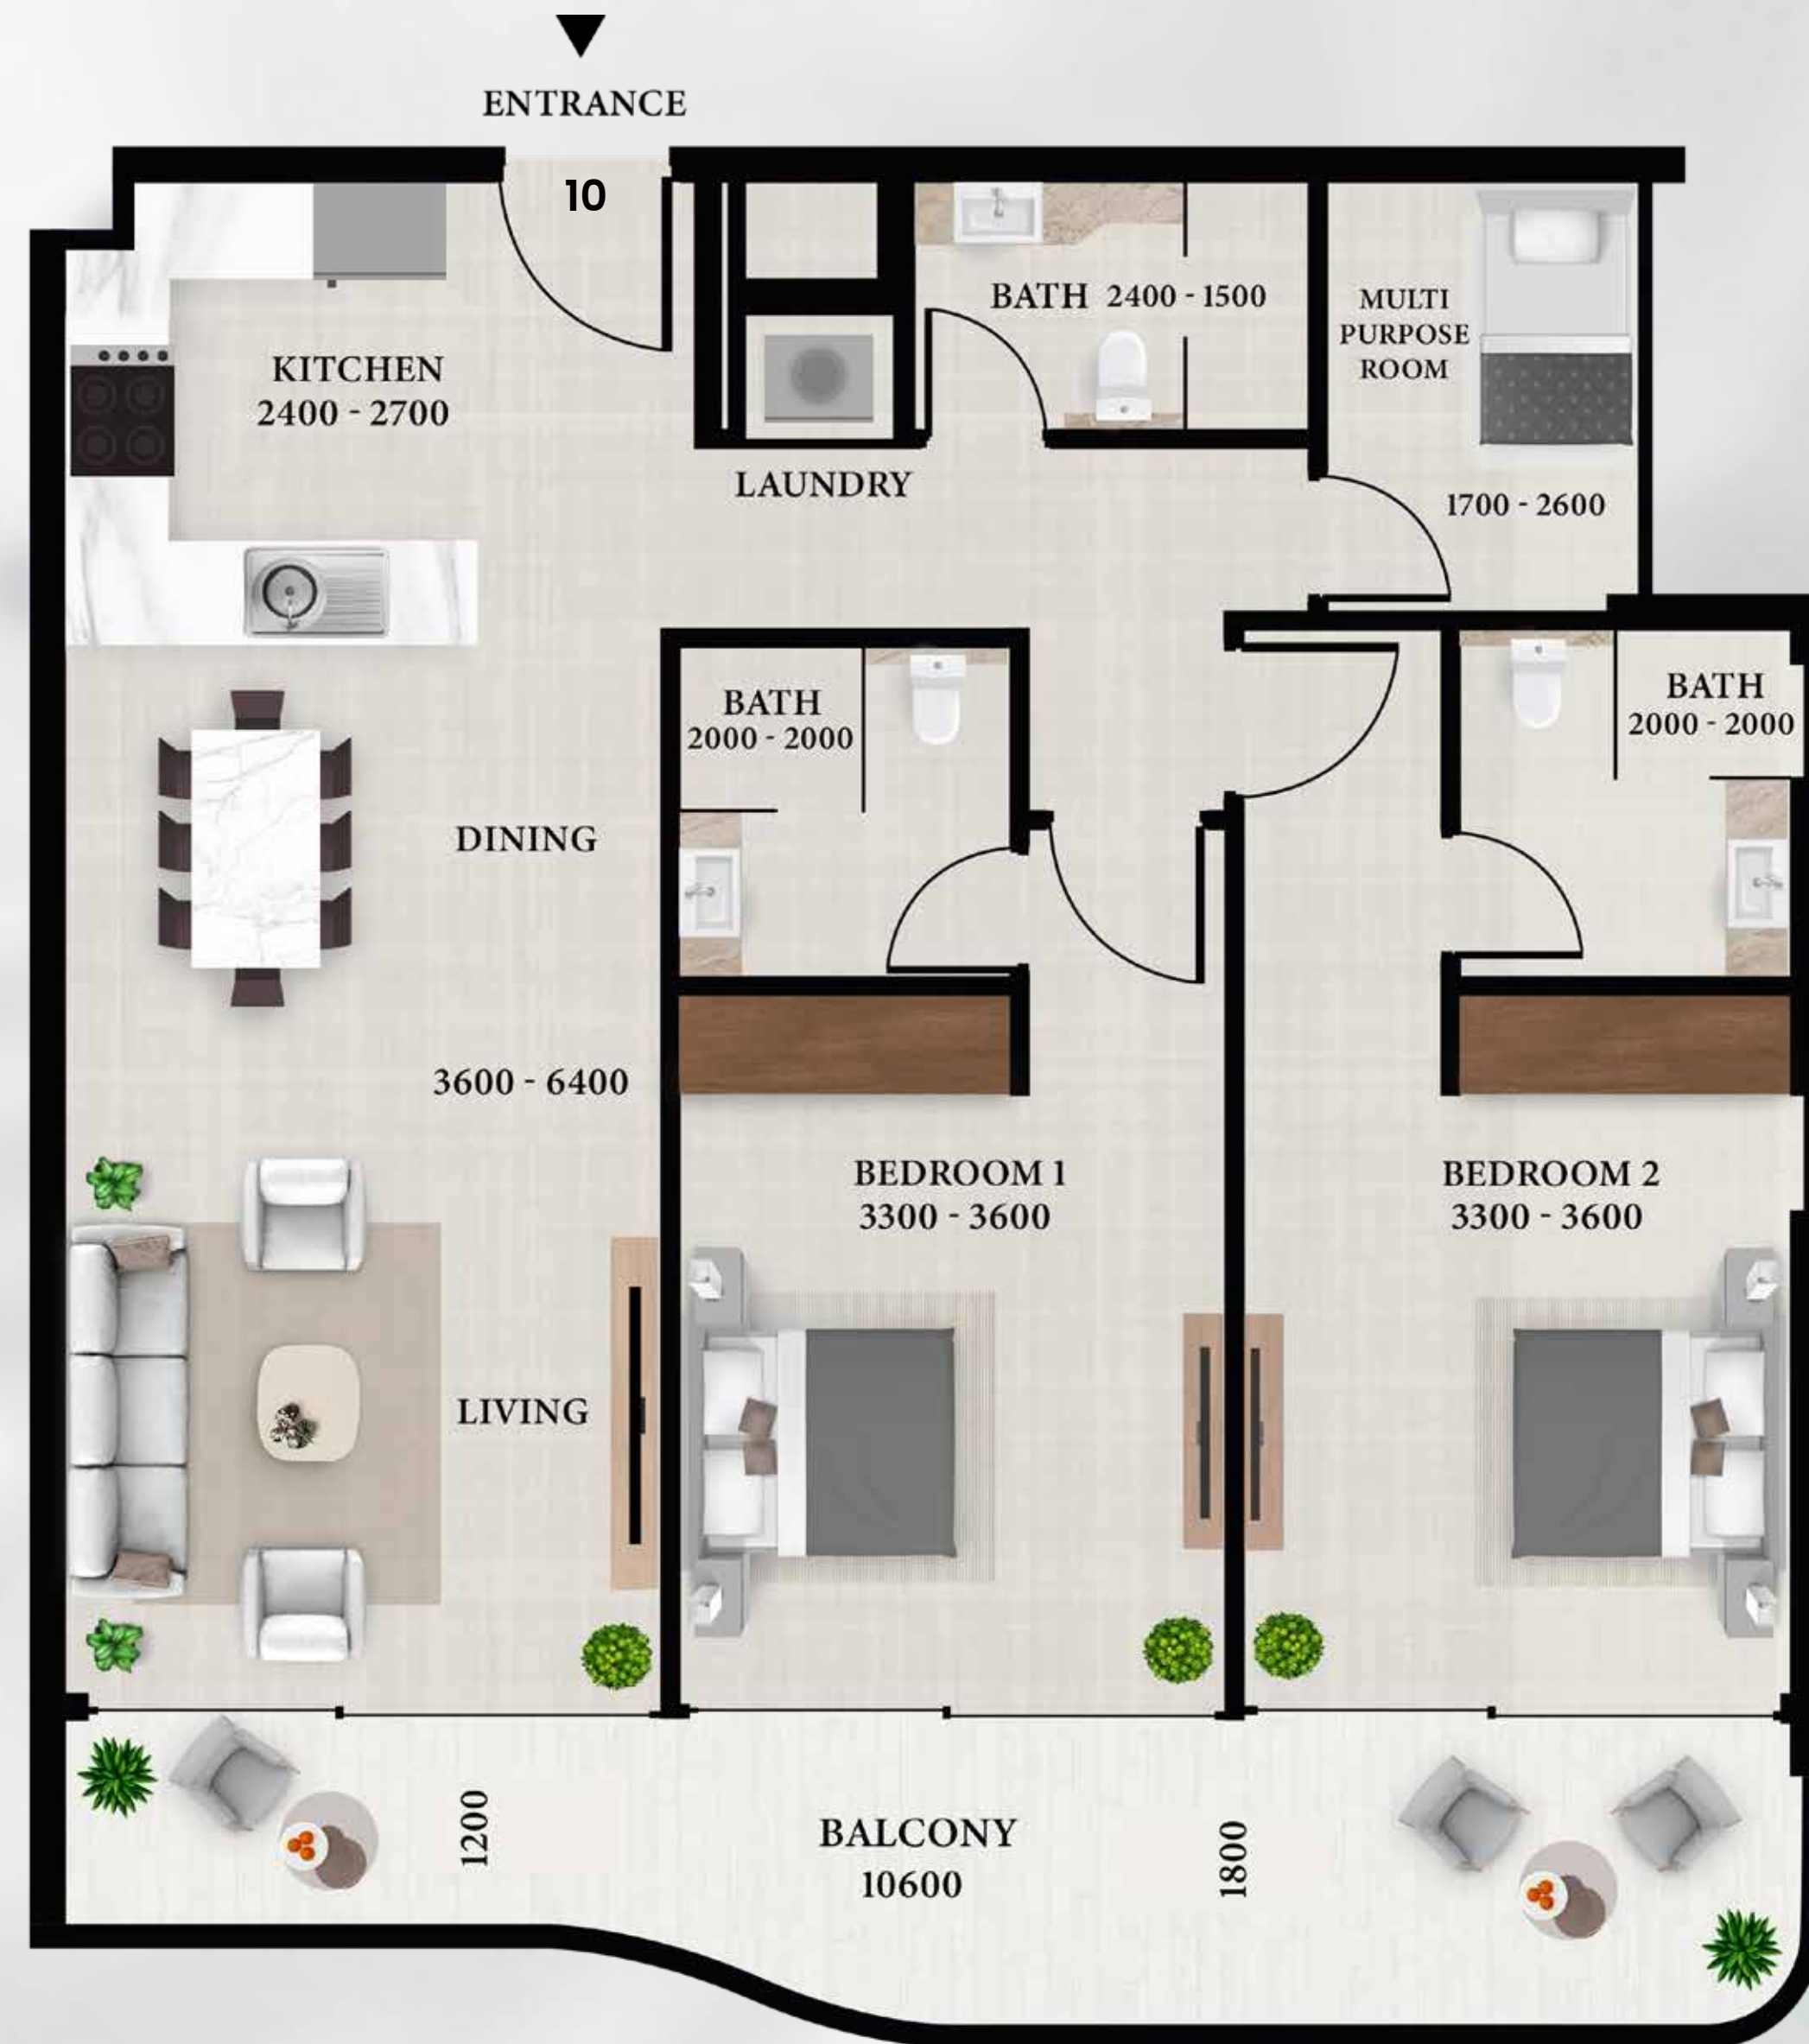 ENTRANCE
10
KITCHEN
2400 - 2700
BATH 2400 - 1500
MULTI
PURPOSE
ROOM
1700 - 2600
LAUNDRY
BATH
2000 - 2000
BATH
2000 - 2000
DINING
3600 - 6400
BEDROOM 1
3300 - 3600
BEDROOM 2
3300 - 3600
LIVING
1200
BALCONY
10600
1800